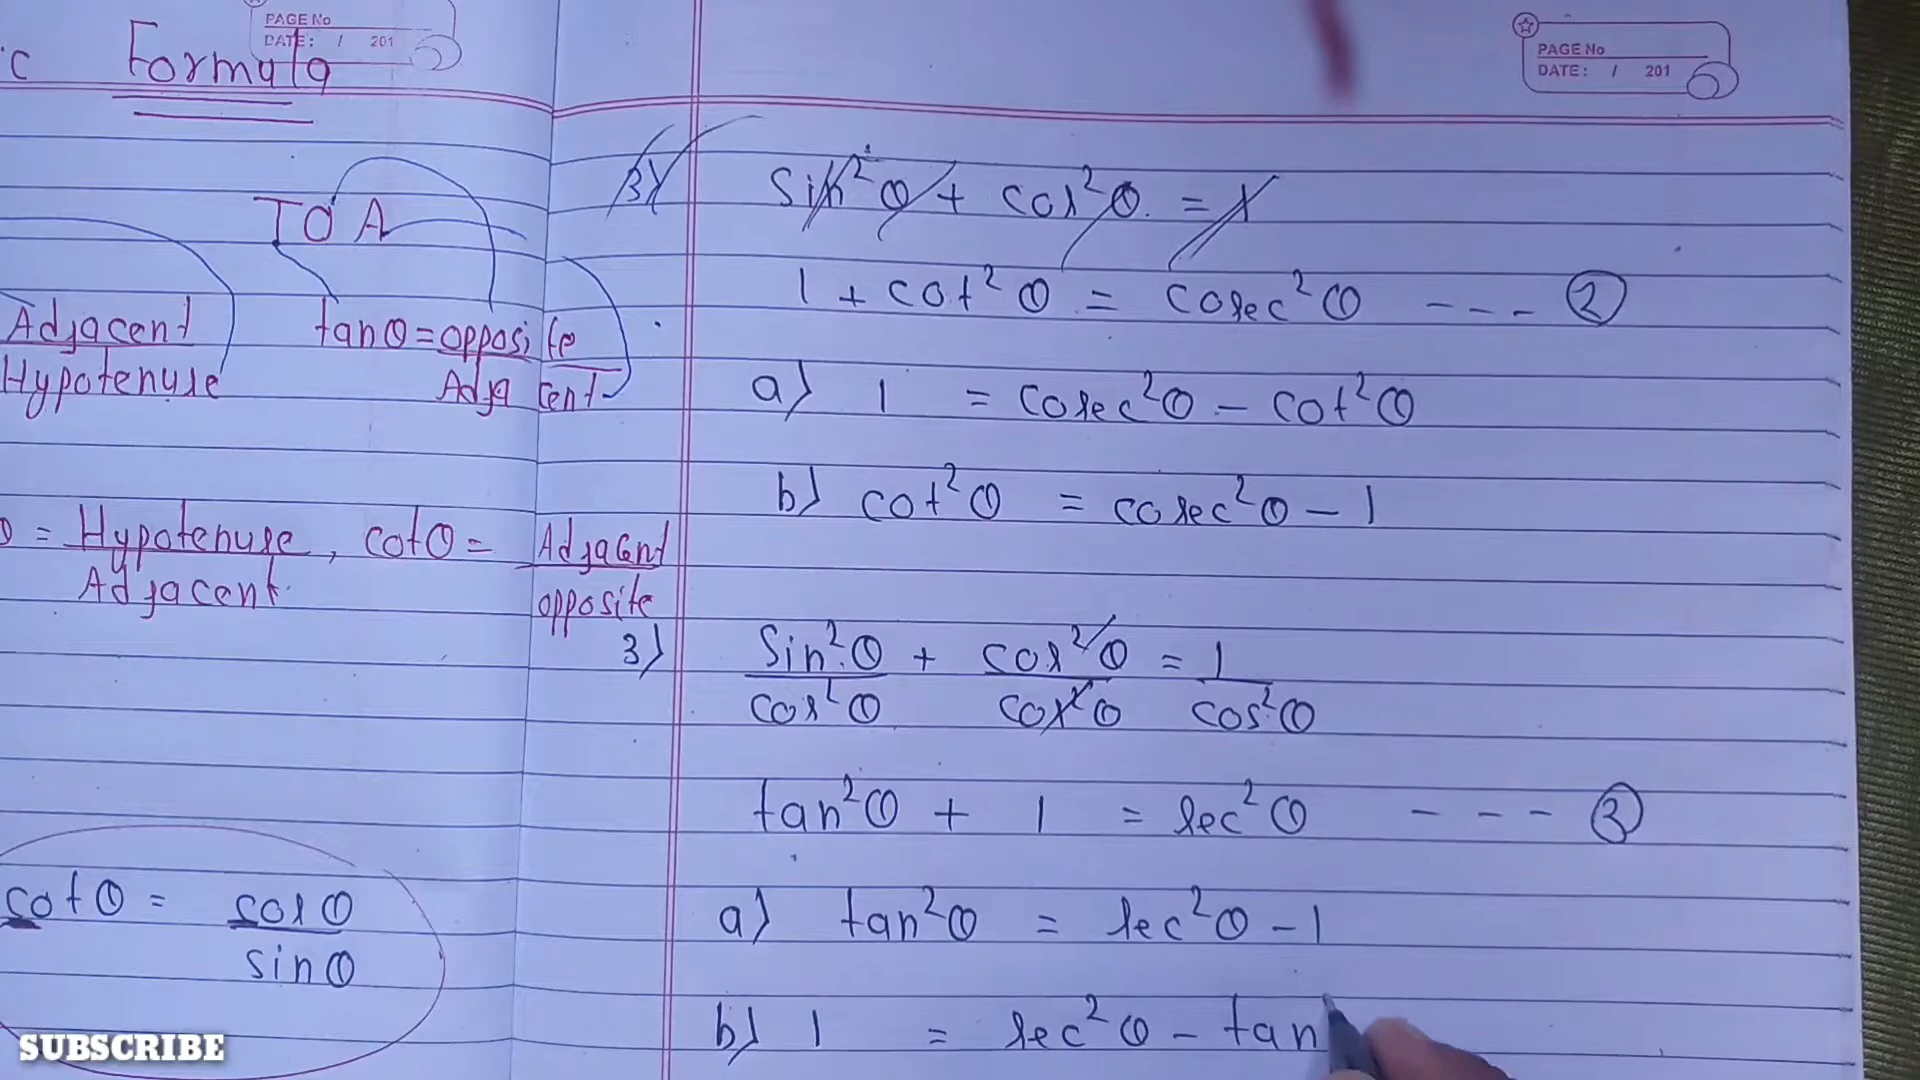 PAGE No
DATE: / 201
c Formula
TOA
Adjacent
Hypotenuse
tanθ = opposite
Adjacent
θ = Hypotenuse , cotθ = Adjacent
Adjacent opposite
cotθ = cosθ
sinθ
SUBSCRIBE
PAGE No
DATE: / 201
3) sin²θ + cos²θ = 1
1 + cot²θ = cosec²θ --- ②
a) 1 = cosec²θ - cot²θ
b) cot²θ = cosec²θ - 1
3) Sin²θ + cos²θ = 1
cos²θ cos²θ cos²θ
tan²θ + 1 = sec²θ --- ③
a) tan²θ = sec²θ - 1
b) 1 = sec²θ - tan